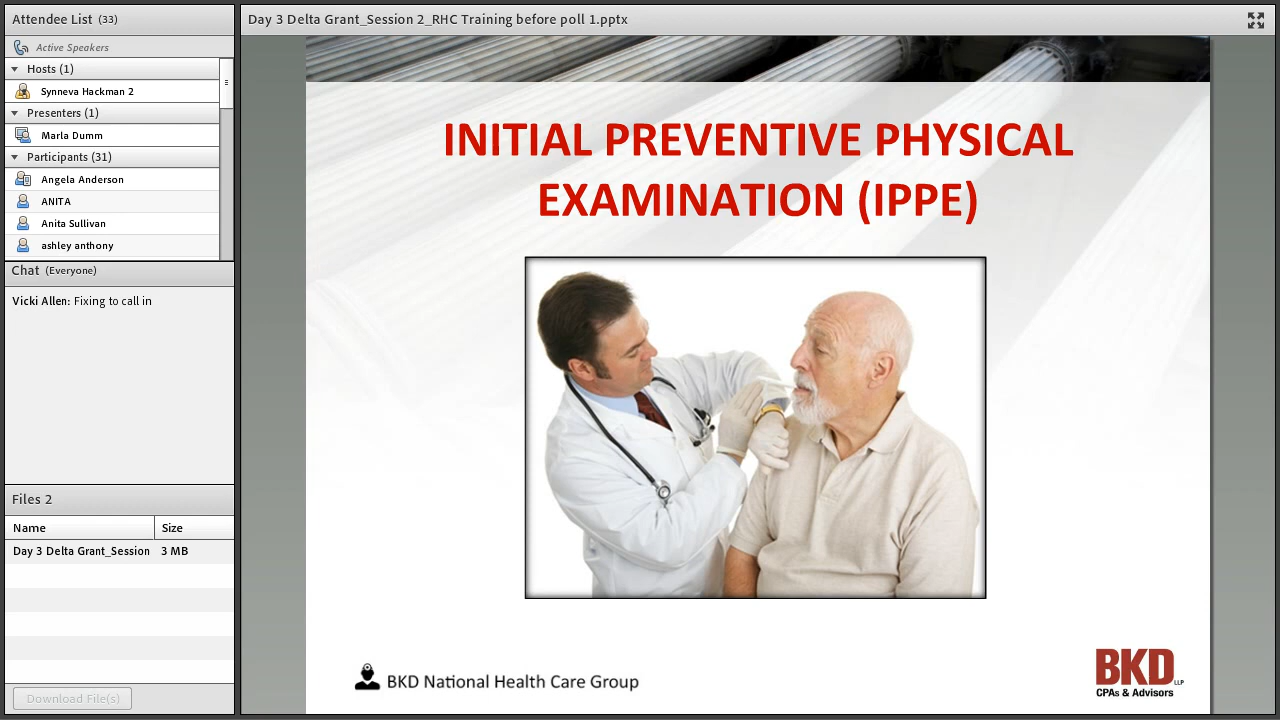 Attendee List (33)
Active Speakers
Hosts (1)
Synneva Hackman 2
Presenters (1)
Marla Dumm
Participants (31)
Angela Anderson
ANITA
Anita Sullivan
ashley anthony
Chat (Everyone)
Vicki Allen: Fixing to call in
Files 2
Name Size
Day 3 Delta Grant_Session 3 MB
Download File(s)
Day 3 Delta Grant_Session 2_RHC Training before poll 1.pptx
INITIAL PREVENTIVE PHYSICAL
EXAMINATION (IPPE)
BKD National Health Care Group
BKD LLP
CPAs & Advisors